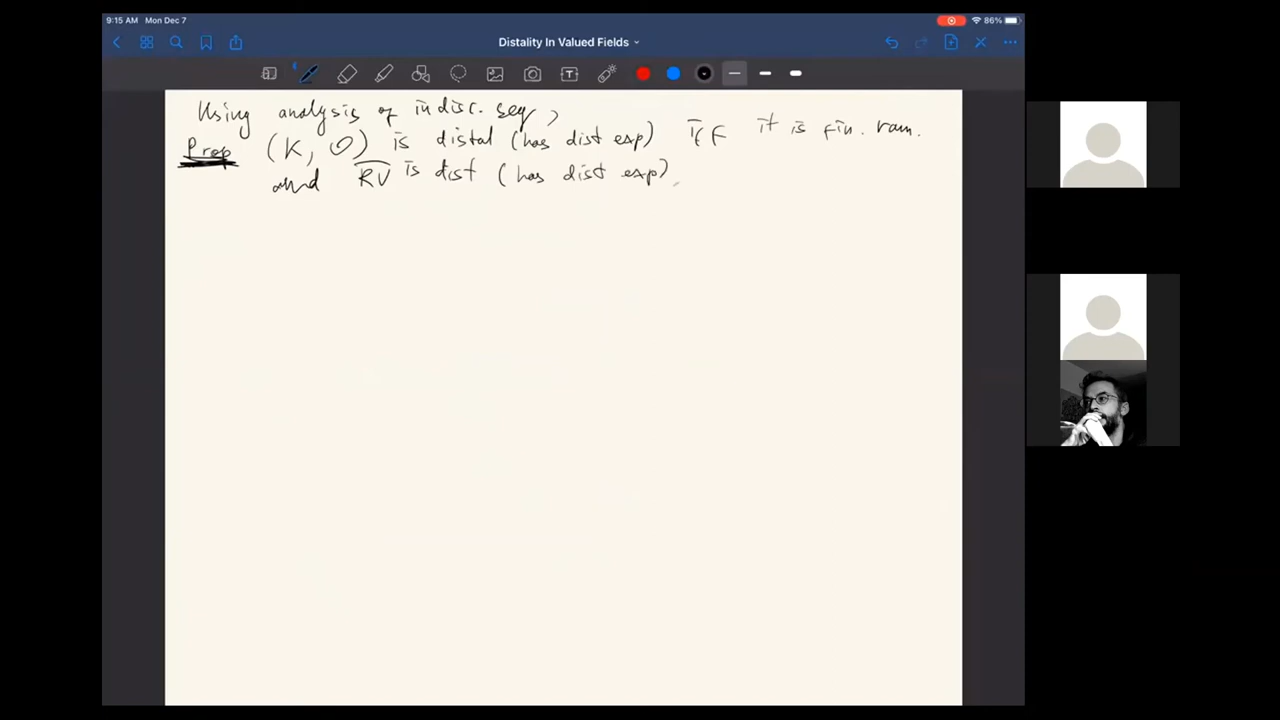 9:15 AM Mon Dec 7
86%
Distality In Valued Fields
Using analysis of indisc. seq,
Prop (K, O) is distal (has dist exp) iff it is fin. ram.
and RV is dist (has dist exp).